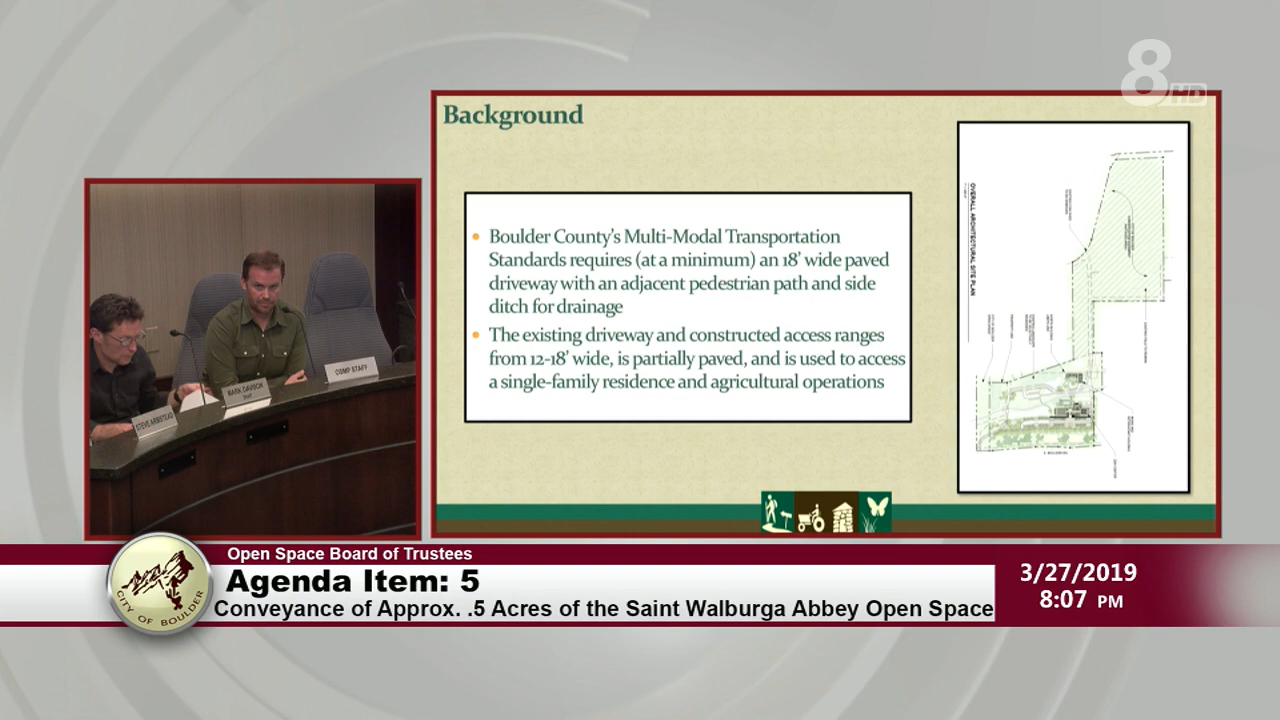 8
HD
Background
• Boulder County's Multi-Modal Transportation
Standards requires (at a minimum) an 18' wide paved
driveway with an adjacent pedestrian path and side
ditch for drainage
• The existing driveway and constructed access ranges
from 12-18' wide, is partially paved, and is used to access
a single-family residence and agricultural operations
OVERALL ARCHITECTURAL SITE PLAN
STEVE ARMSTEAD
MARK DAVISON
OSMP STAFF
Open Space Board of Trustees
Agenda Item: 5
Conveyance of Approx. .5 Acres of the Saint Walburga Abbey Open Space
3/27/2019
8:07 PM
CITY OF BOULDER